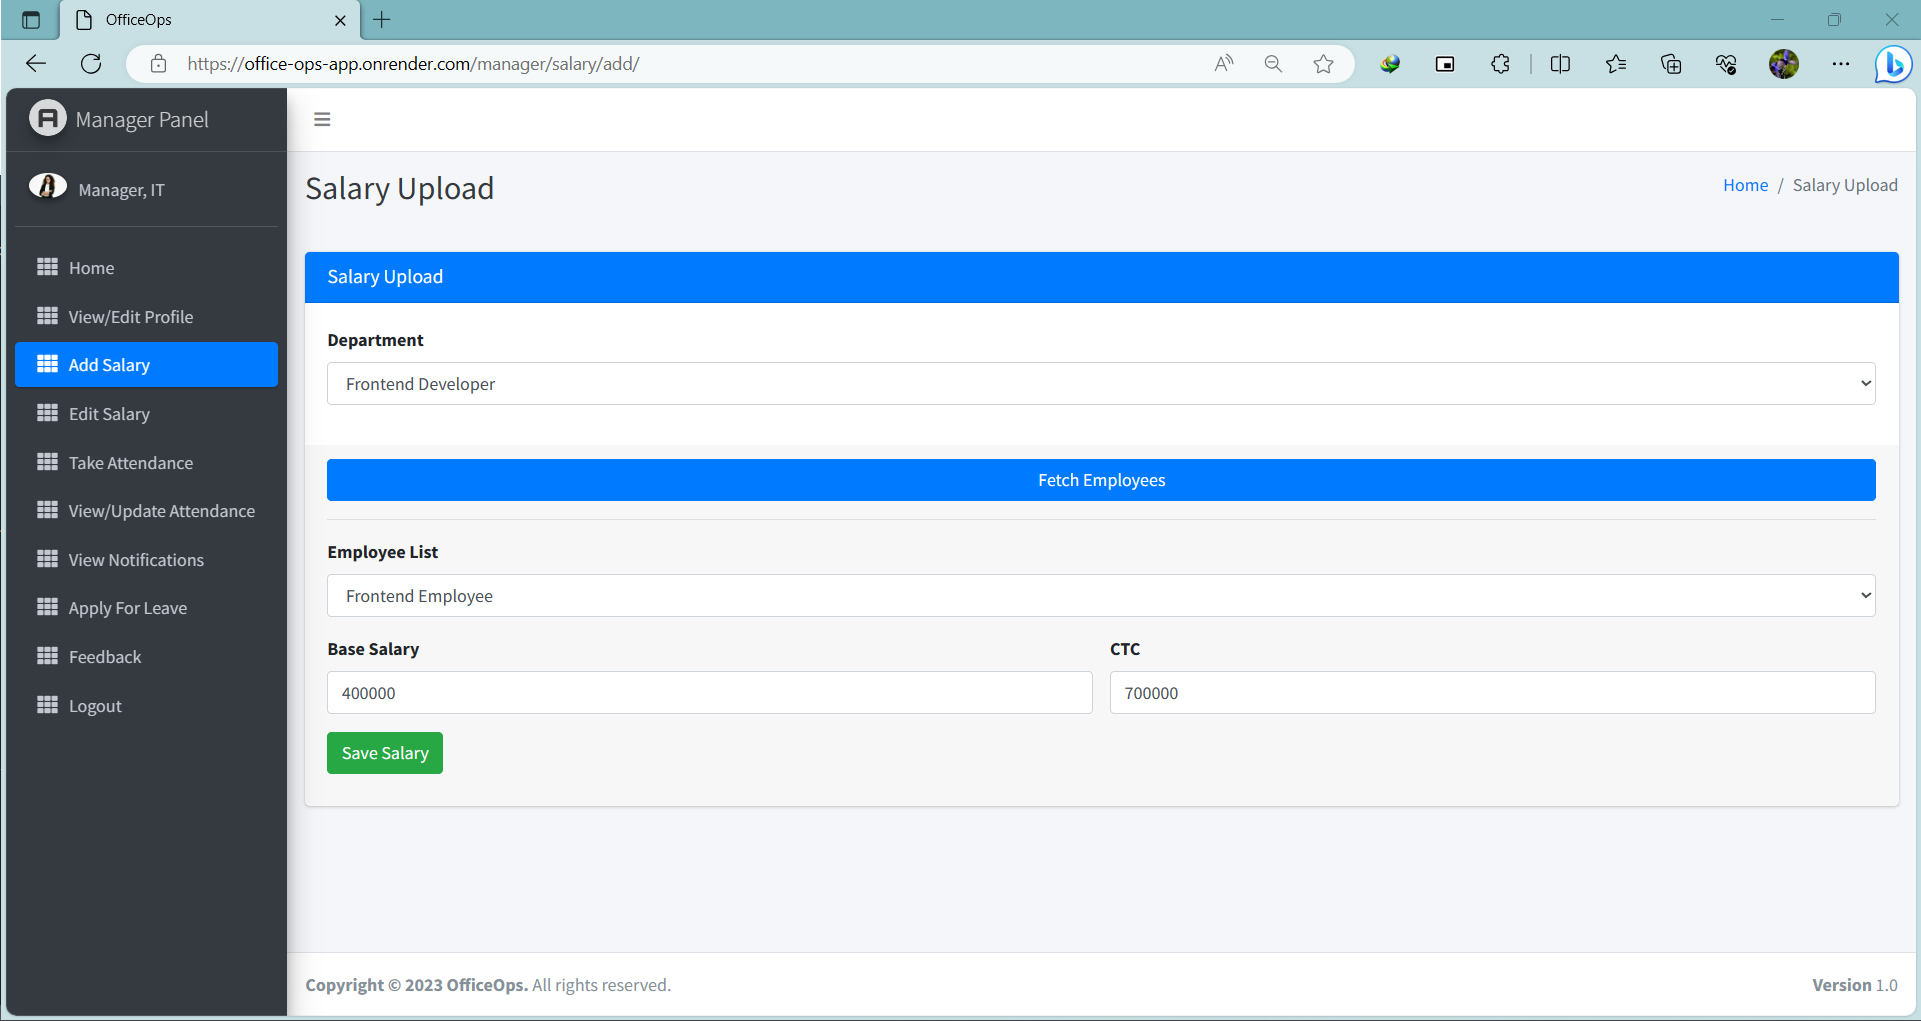 OfficeOps
https://office-ops-app.onrender.com/manager/salary/add/
Manager Panel
Manager, IT
Home
View/Edit Profile
Add Salary
Edit Salary
Take Attendance
View/Update Attendance
View Notifications
Apply For Leave
Feedback
Logout
Salary Upload
Home / Salary Upload
Salary Upload
Department
Frontend Developer
Fetch Employees
Employee List
Frontend Employee
Base Salary
CTC
400000
700000
Save Salary
Copyright © 2023 OfficeOps. All rights reserved.
Version 1.0